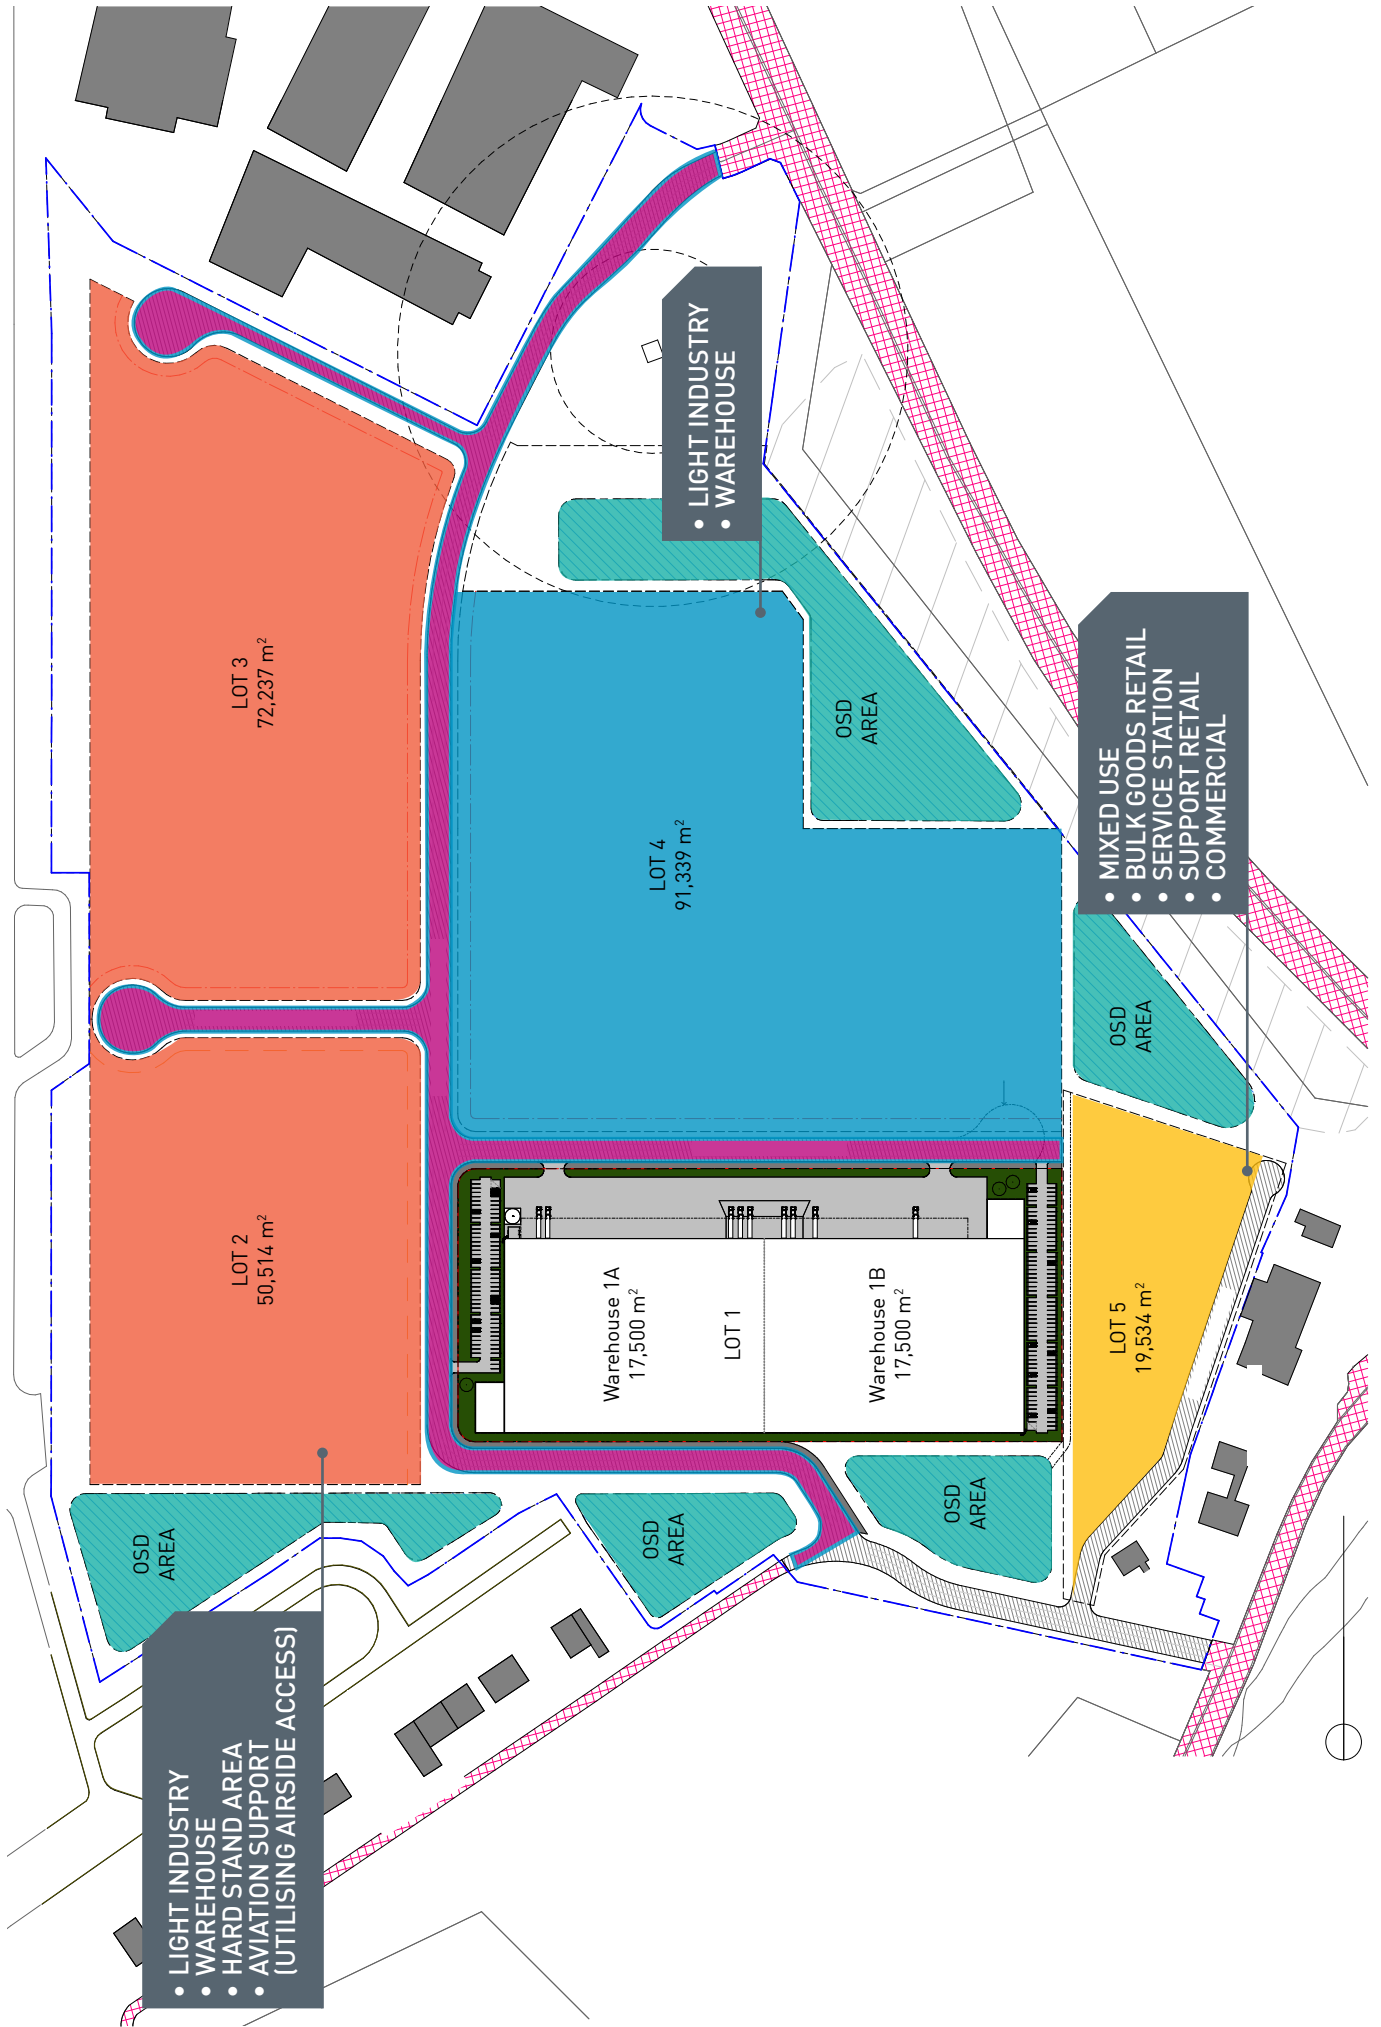 LOT 3
72,237 m²
• LIGHT INDUSTRY
• WAREHOUSE
LOT 4
91,339 m²
OSD
AREA
• MIXED USE
• BULK GOODS RETAIL
• SERVICE STATION
• SUPPORT RETAIL
• COMMERCIAL
OSD
AREA
LOT 2
50,514 m²
Warehouse 1A
17,500 m²
LOT 1
Warehouse 1B
17,500 m²
LOT 5
19,534 m²
OSD
AREA
OSD
AREA
OSD
AREA
• LIGHT INDUSTRY
• WAREHOUSE
• HARD STAND AREA
• AVIATION SUPPORT
(UTILISING AIRSIDE ACCESS)